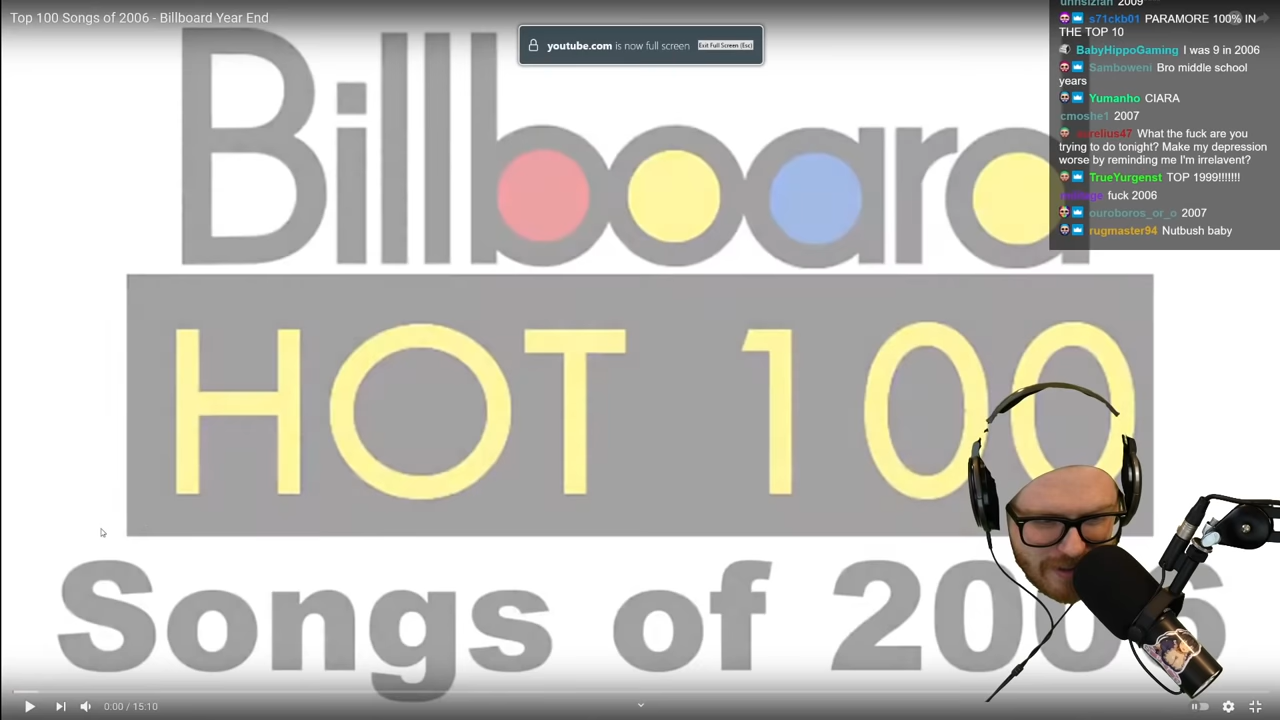 Top 100 Songs of 2006 - Billboard Year End
youtube.com is now full screen
Exit Full Screen (Esc)
Billboard
HOT 100
Songs of 2006
2009
s71ckb01 PARAMORE 100% IN
THE TOP 10
BabyHippoGaming I was 9 in 2006
Samboweni Bro middle school
years
Yumanho CIARA
cmoshe1 2007
What the fuck are you
trying to do tonight? Make my depression
worse by reminding me I'm irrelavent?
TrueYurgenst TOP 1999!!!!!!!
fuck 2006
ouroboros_or_o 2007
rugmaster94 Nutbush baby
0:00 / 15:10